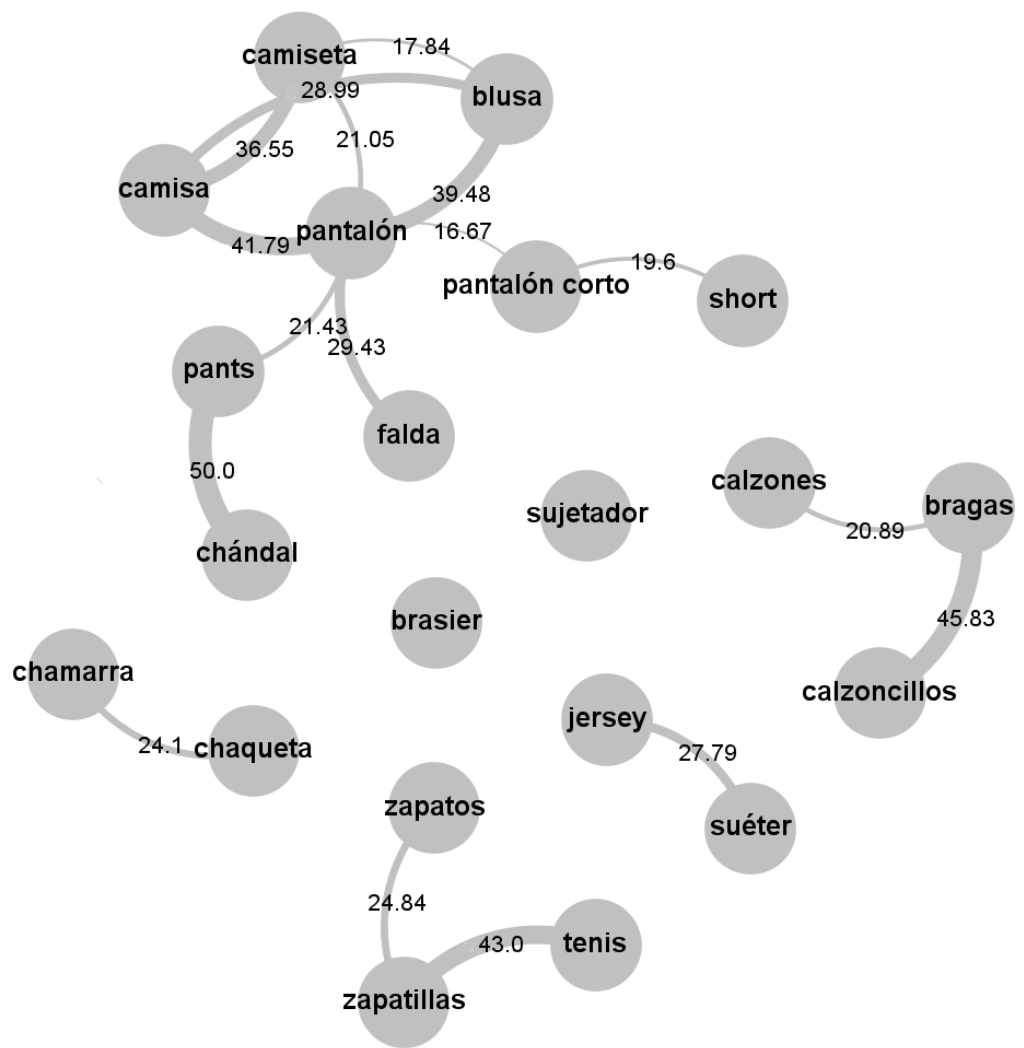 camiseta
17.84
28.99
blusa
36.55
21.05
camisa
39.48
41.79
pantalón
16.67
pantalón corto
19.6
short
21.43
29.43
pants
falda
50.0
calzones
bragas
sujetador
20.89
chándal
brasier
45.83
chamarra
calzoncillos
24.1
chaqueta
jersey
27.79
zapatos
suéter
24.84
43.0
tenis
zapatillas